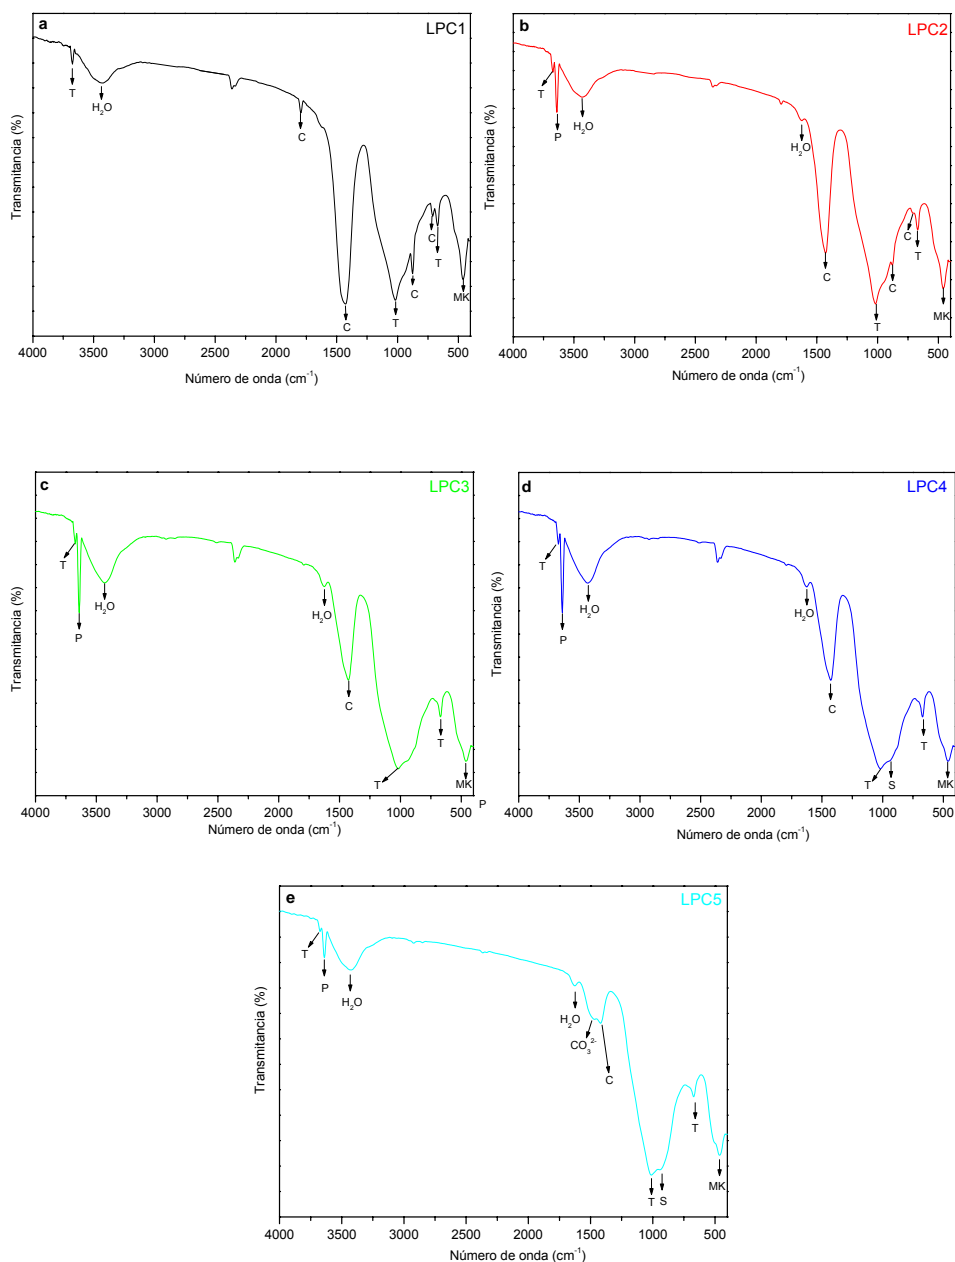 a
LPC1
Transmitancia (%)
T
H₂O
C
C
T
C
C
T
MK
4000 3500 3000 2500 2000 1500 1000 500
Número de onda (cm⁻¹)
b
LPC2
Transmitancia (%)
T
P
H₂O
H₂O
C
T
C
C
T
MK
4000 3500 3000 2500 2000 1500 1000 500
Número de onda (cm⁻¹)
c
LPC3
Transmitancia (%)
T
P
H₂O
H₂O
C
T
T
MK
4000 3500 3000 2500 2000 1500 1000 500
Número de onda (cm⁻¹)
P
d
LPC4
Transmitancia (%)
T
P
H₂O
H₂O
C
T
S
T
MK
4000 3500 3000 2500 2000 1500 1000 500
Número de onda (cm⁻¹)
e
LPC5
Transmitancia (%)
T
P
H₂O
H₂O
CO₃²⁻
C
T
S
T
MK
4000 3500 3000 2500 2000 1500 1000 500
Número de onda (cm⁻¹)